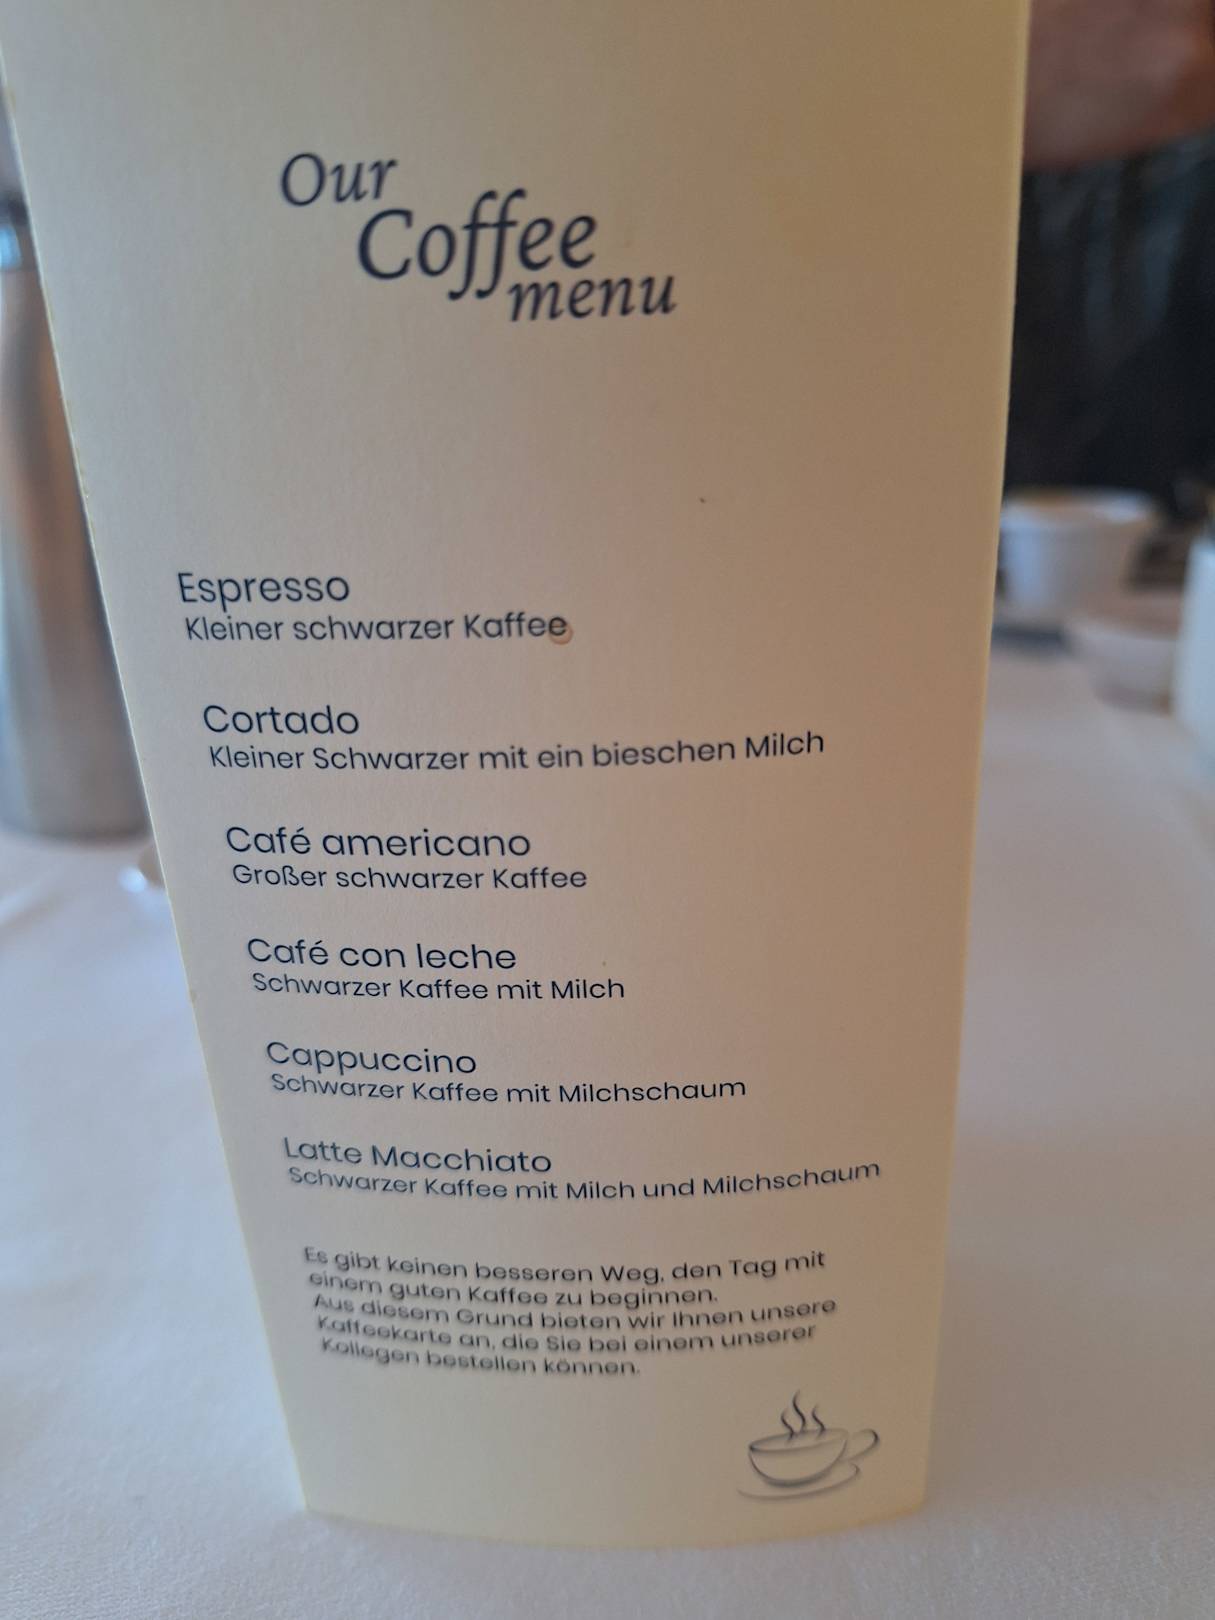 Our
Coffee
menu
Espresso
Kleiner schwarzer Kaffee
Cortado
Kleiner Schwarzer mit ein bieschen Milch
Café americano
Großer schwarzer Kaffee
Café con leche
Schwarzer Kaffee mit Milch
Cappuccino
Schwarzer Kaffee mit Milchschaum
Latte Macchiato
Schwarzer Kaffee mit Milch und Milchschaum
Es gibt keinen besseren Weg, den Tag mit
einem guten Kaffee zu beginnen.
Aus diesem Grund bieten wir Ihnen unsere
Kaffeekarte an, die Sie bei einem unserer
Kollegen bestellen können.